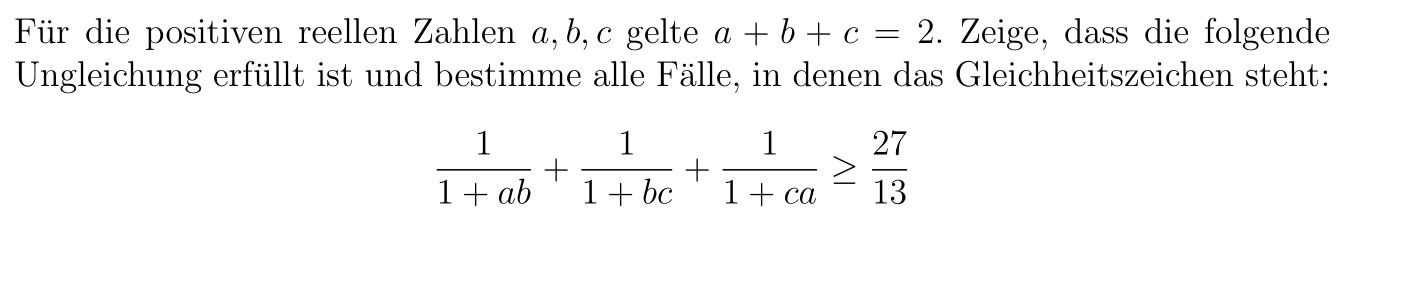 Für die positiven reellen Zahlen a, b, c gelte a + b + c = 2. Zeige, dass die folgende
Ungleichung erfüllt ist und bestimme alle Fälle, in denen das Gleichheitszeichen steht:
1/(1 + ab) + 1/(1 + bc) + 1/(1 + ca) ≥ 27/13